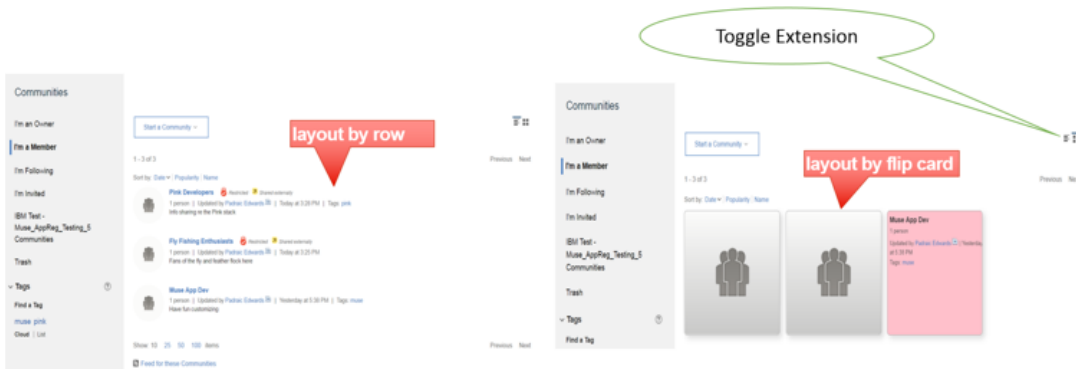 Toggle Extension
Communities
I'm an Owner
I'm a Member
I'm Following
I'm Invited
IBM Test -
Muse_AppReg_Testing_5
Communities
Trash
Tags
Find a Tag
muse pink
Cloud | List
Start a Community
layout by row
1 - 3 of 3
Previous Next
Sort by: Date | Popularity | Name
Pink Developers Restricted Shared externally
1 person | Updated by Padraic Edwards | Today at 3:28 PM | Tags: pink
Info sharing re the Pink stack
Fly Fishing Enthusiasts Restricted Shared externally
1 person | Updated by Padraic Edwards | Today at 3:25 PM
Fans of the fly and feather flock here
Muse App Dev
1 person | Updated by Padraic Edwards | Yesterday at 5:38 PM | Tags: muse
Have fun customizing
Show 10 25 50 100 items
Previous Next
Feed for these Communities
Communities
I'm an Owner
I'm a Member
I'm Following
I'm Invited
IBM Test -
Muse_AppReg_Testing_5
Communities
Trash
Tags
Find a Tag
Start a Community
layout by flip card
1 - 3 of 3
Previous
Sort by: Date | Popularity | Name
Muse App Dev
1 person
Updated by Padraic Edwards | Yesterday
at 5:38 PM
Tags: muse